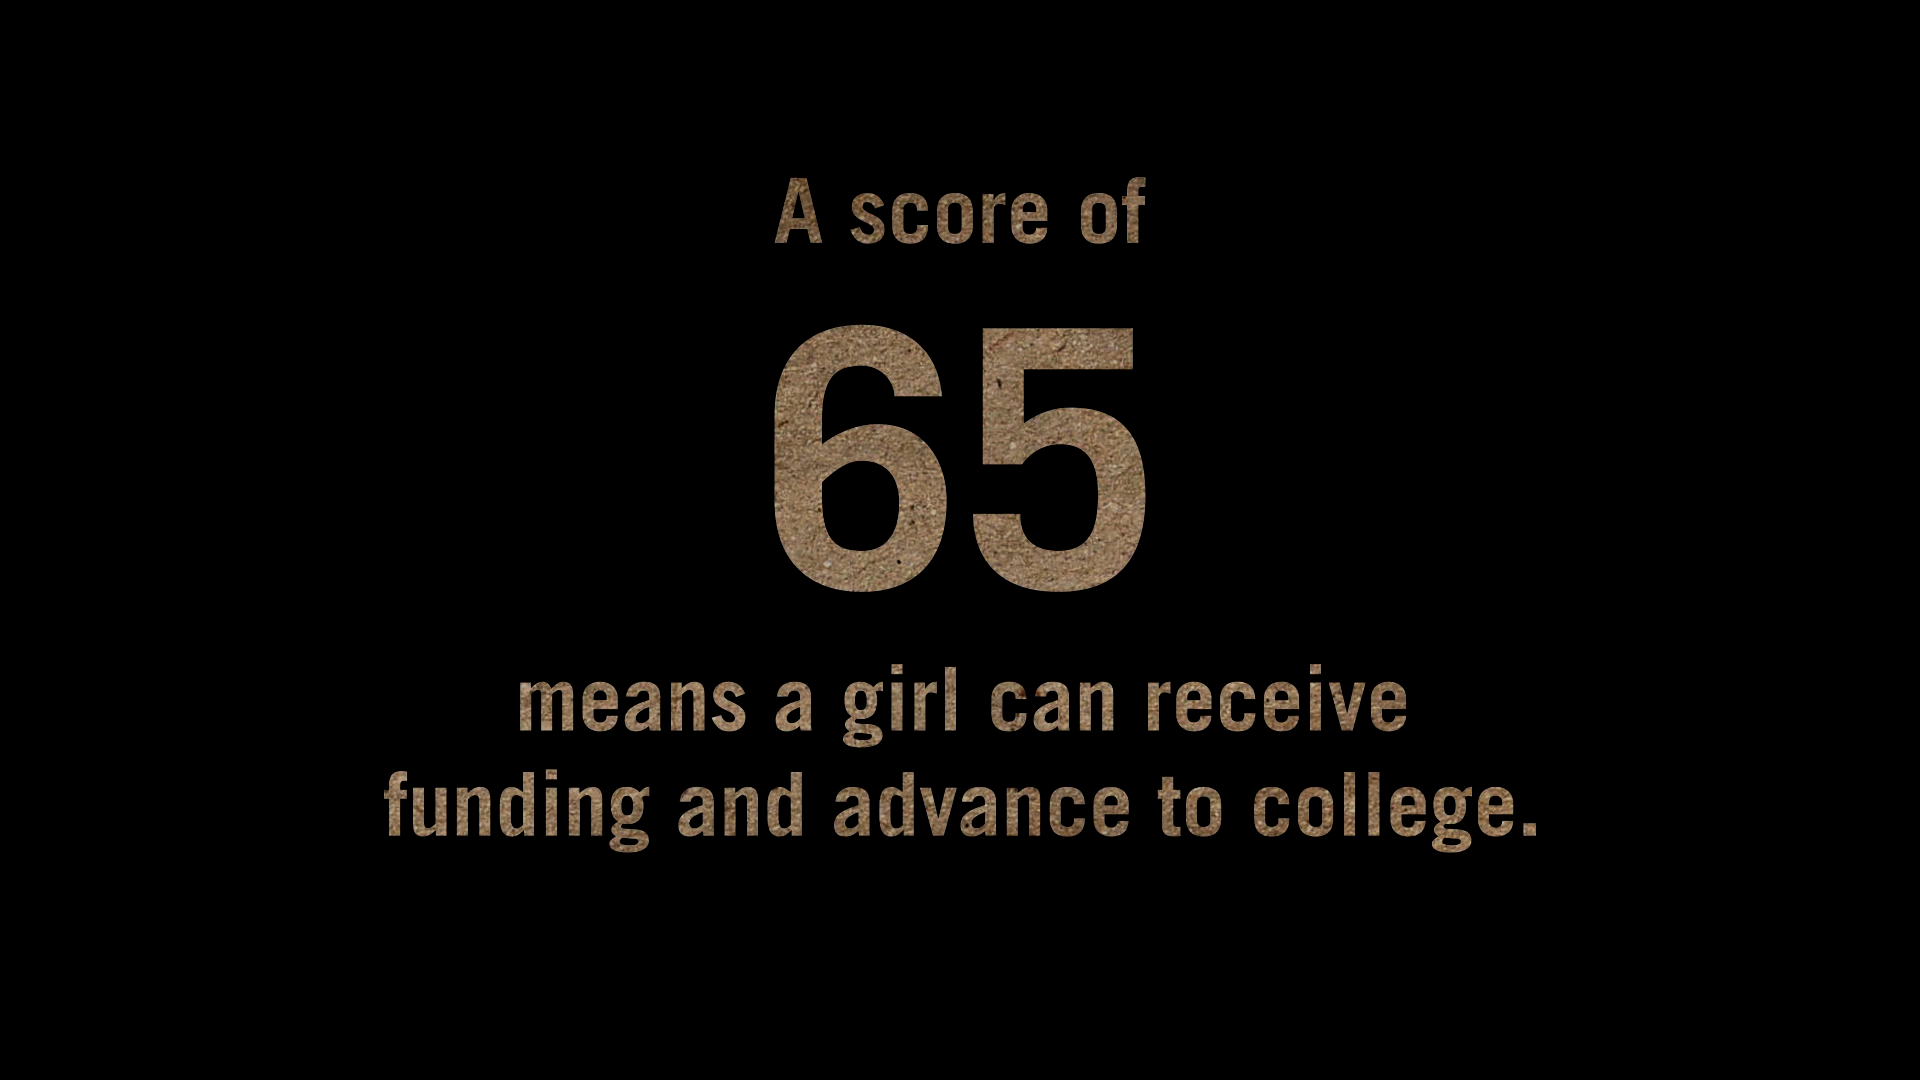 A score of
65
means a girl can receive
funding and advance to college.